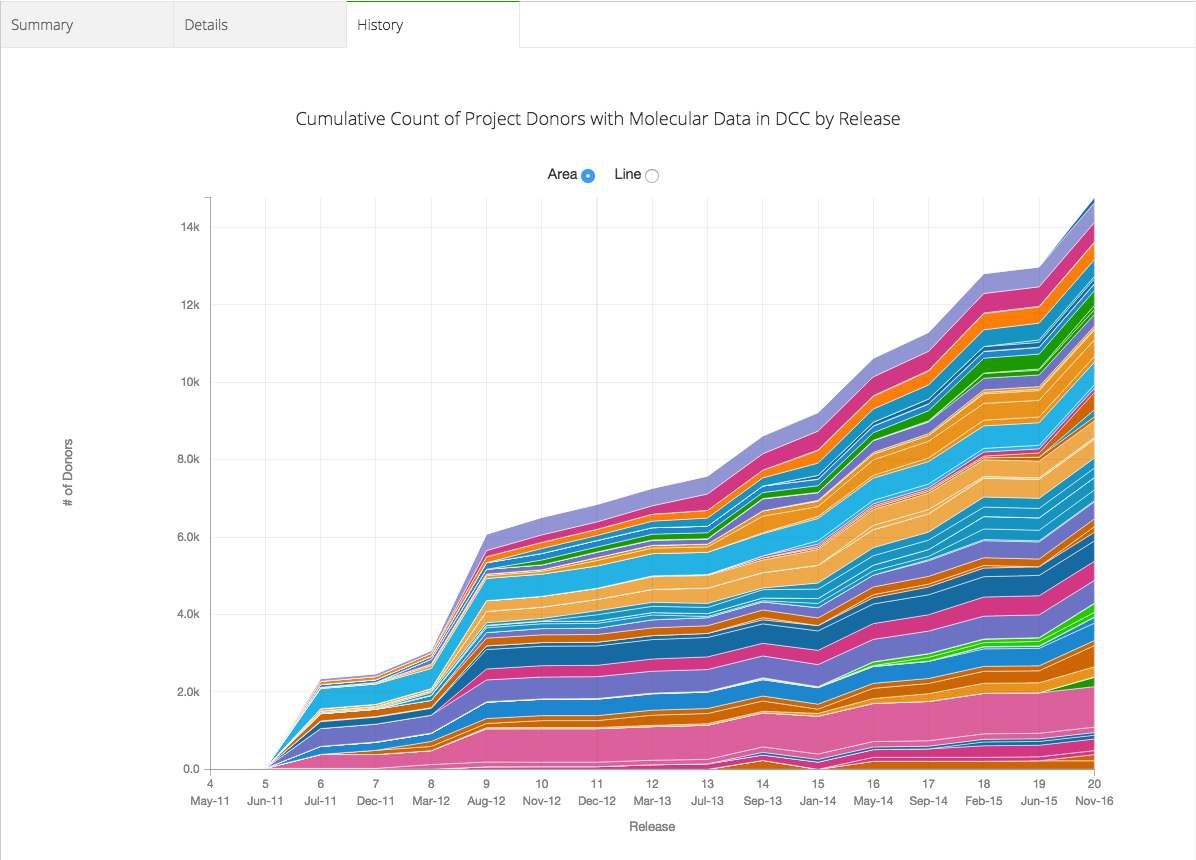 Summary Details History
Cumulative Count of Project Donors with Molecular Data in DCC by Release
Area Line
14k
12k
10k
8.0k
6.0k
4.0k
2.0k
0.0
# of Donors
4 5 6 7 8 9 10 11 12 13 14 15 16 17 18 19 20
May-11 Jun-11 Jul-11 Dec-11 Mar-12 Aug-12 Nov-12 Dec-12 Mar-13 Jul-13 Sep-13 Jan-14 May-14 Sep-14 Feb-15 Jun-15 Nov-16
Release